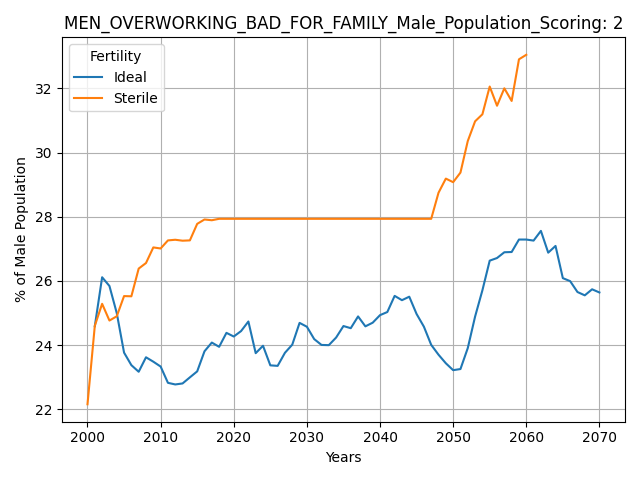 MEN_OVERWORKING_BAD_FOR_FAMILY_Male_Population_Scoring: 2
Fertility
Ideal
Sterile
% of Male Population
32
30
28
26
24
22
2000 2010 2020 2030 2040 2050 2060 2070
Years